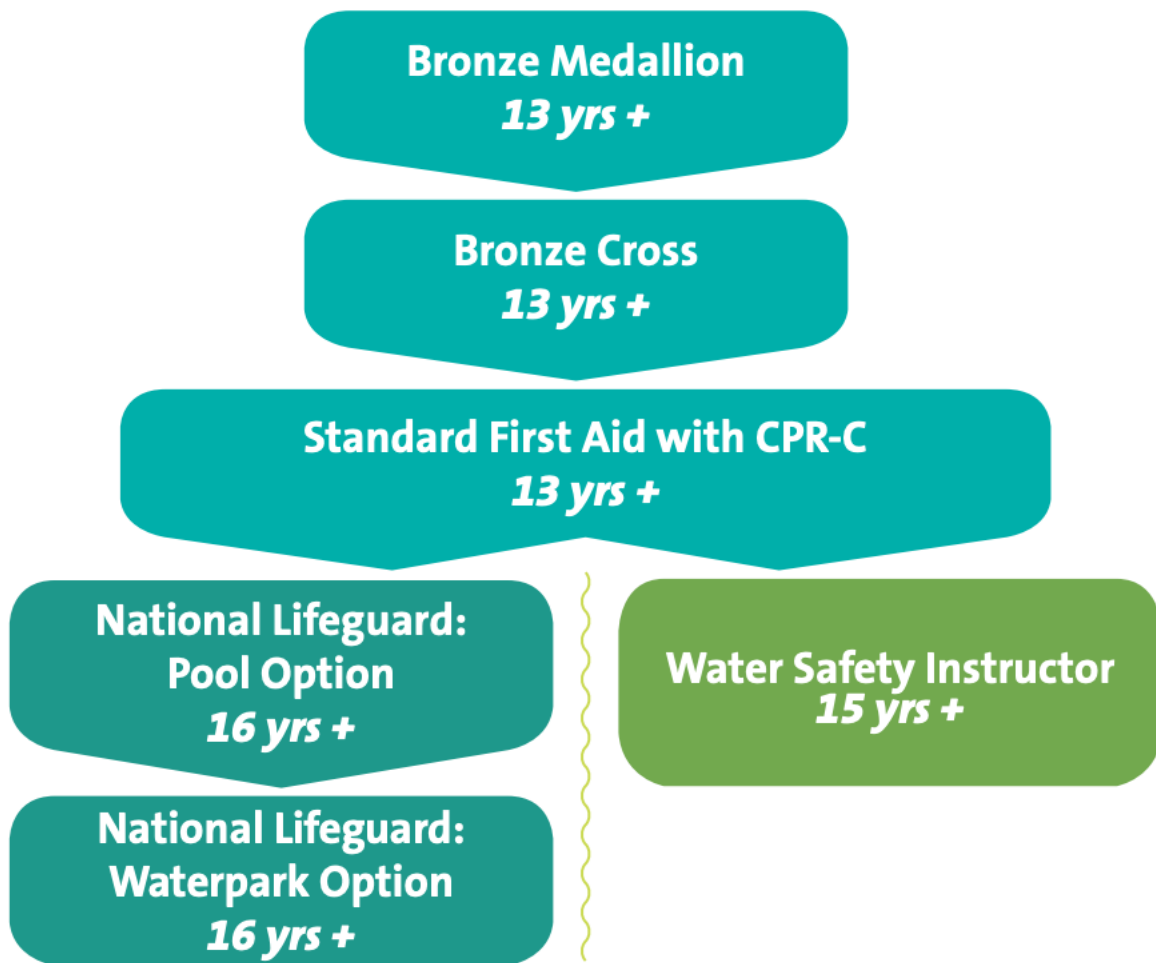 Bronze Medallion
13 yrs +
Bronze Cross
13 yrs +
Standard First Aid with CPR-C
13 yrs +
National Lifeguard:
Pool Option
16 yrs +
Water Safety Instructor
15 yrs +
National Lifeguard:
Waterpark Option
16 yrs +